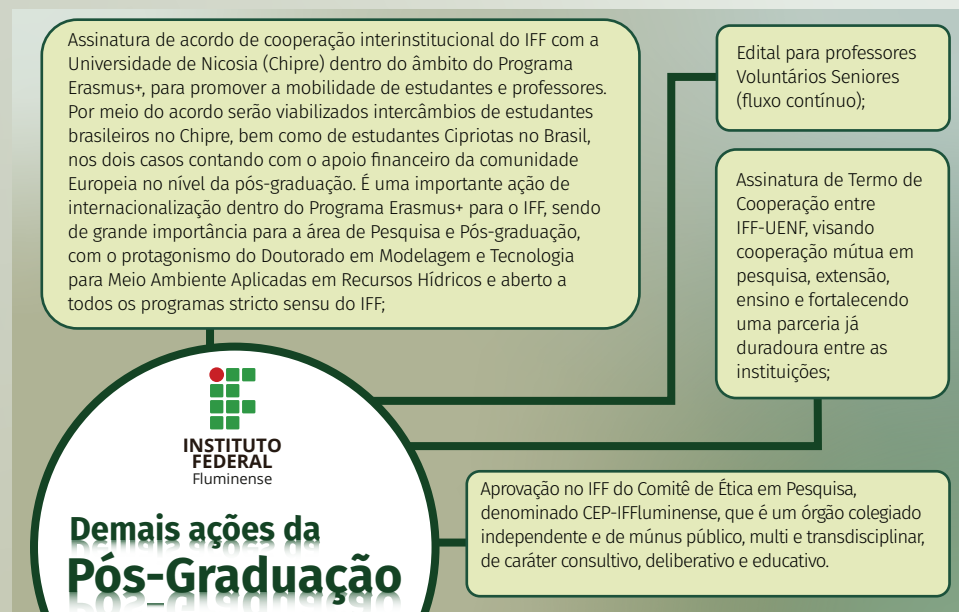 Assinatura de acordo de cooperação interinstitucional do IFF com a
Universidade de Nicosia (Chipre) dentro do âmbito do Programa
Erasmus+, para promover a mobilidade de estudantes e professores.
Por meio do acordo serão viabilizados intercâmbios de estudantes
brasileiros no Chipre, bem como de estudantes Cipriotas no Brasil,
nos dois casos contando com o apoio financeiro da comunidade
Europeia no nível da pós-graduação. É uma importante ação de
internacionalização dentro do Programa Erasmus+ para o IFF, sendo
de grande importância para a área de Pesquisa e Pós-graduação,
com o protagonismo do Doutorado em Modelagem e Tecnologia
para Meio Ambiente Aplicadas em Recursos Hídricos e aberto a
todos os programas stricto sensu do IFF;
Edital para professores
Voluntários Seniores
(fluxo contínuo);
Assinatura de Termo de
Cooperação entre
IFF-UENF, visando
cooperação mútua em
pesquisa, extensão,
ensino e fortalecendo
uma parceria já
duradoura entre as
instituições;
INSTITUTO
FEDERAL
Fluminense
Demais ações da
Pós-Graduação
Aprovação no IFF do Comitê de Ética em Pesquisa,
denominado CEP-IFFluminense, que é um órgão colegiado
independente e de múnus público, multi e transdisciplinar,
de caráter consultivo, deliberativo e educativo.